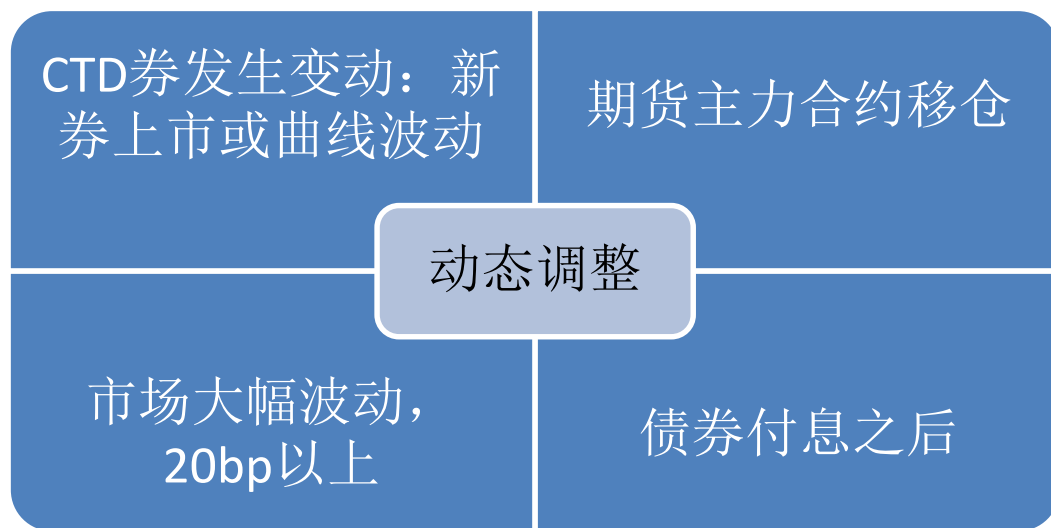 CTD券发生变动：新
券上市或曲线波动
期货主力合约移仓
动态调整
市场大幅波动，
20bp以上
债券付息之后